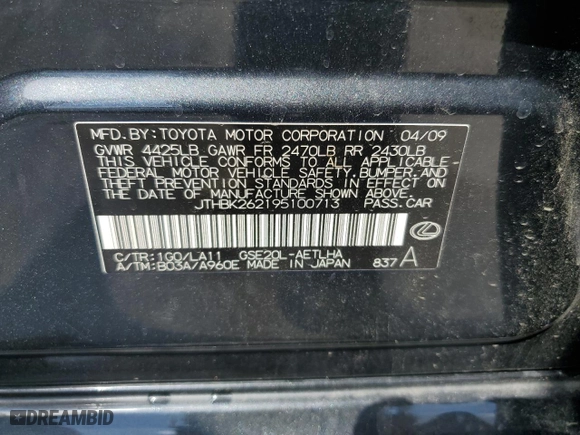 MFD.BY:TOYOTA MOTOR CORPORATION 04/09
GVWR 4425LB GAWR FR 2470LB RR 2430LB
THIS VEHICLE CONFORMS TO ALL APPLICABLE
FEDERAL MOTOR VEHICLE SAFETY,BUMPER,AND
THEFT PREVENTION STANDARDS IN EFFECT ON
THE DATE OF MANUFACTURE SHOWN ABOVE.
JTHBK262195100713 PASS.CAR
C/TR:1G0/LA11 GSE20L-AETLHA
A/TM:B03A/A960E MADE IN JAPAN 837A
DREAMBID